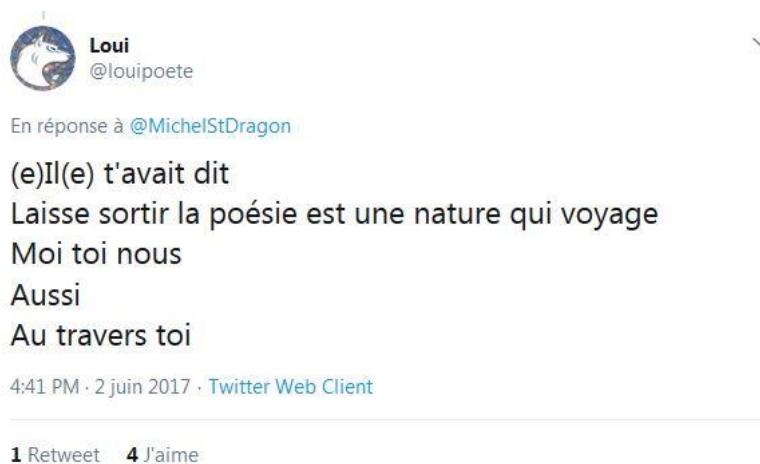 Loui
@louipoete
En réponse à @MichelStDragon
(e)Il(e) t'avait dit
Laisse sortir la poésie est une nature qui voyage
Moi toi nous
Aussi
Au travers toi
4:41 PM · 2 juin 2017 · Twitter Web Client
1 Retweet 4 J'aime